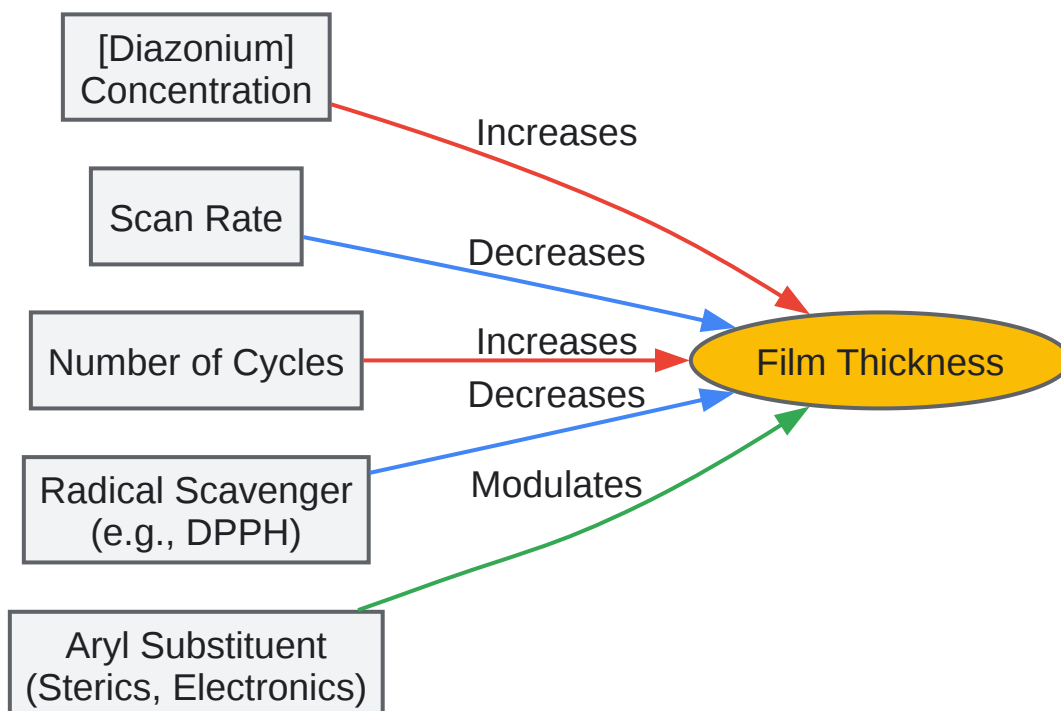 [Diazonium]
Concentration
Increases
Scan Rate
Decreases
Number of Cycles
Increases
Film Thickness
Decreases
Radical Scavenger
(e.g., DPPH)
Modulates
Aryl Substituent
(Sterics, Electronics)